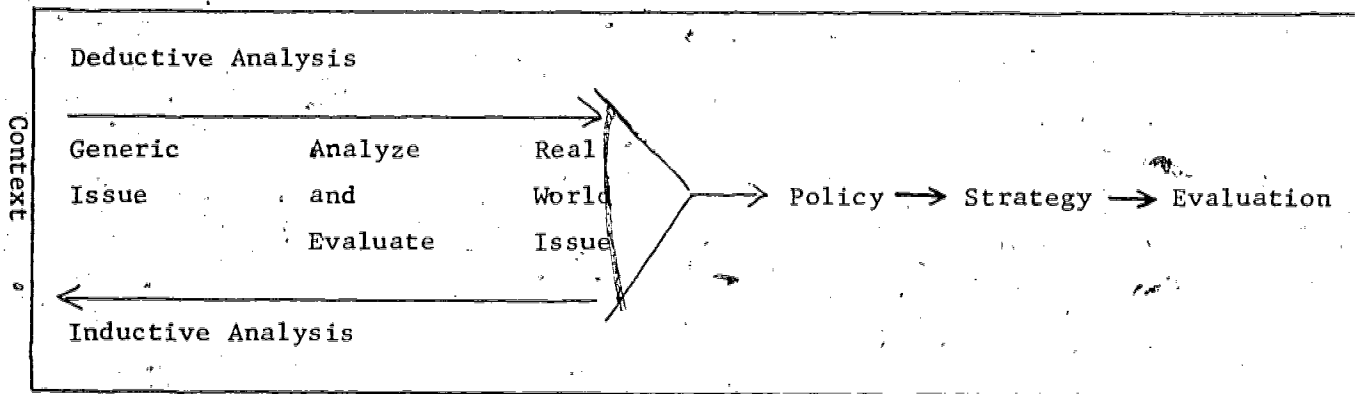 Deductive Analysis
Context
Generic Analyze Real
Issue and World
Evaluate Issue
Policy Strategy Evaluation
Inductive Analysis